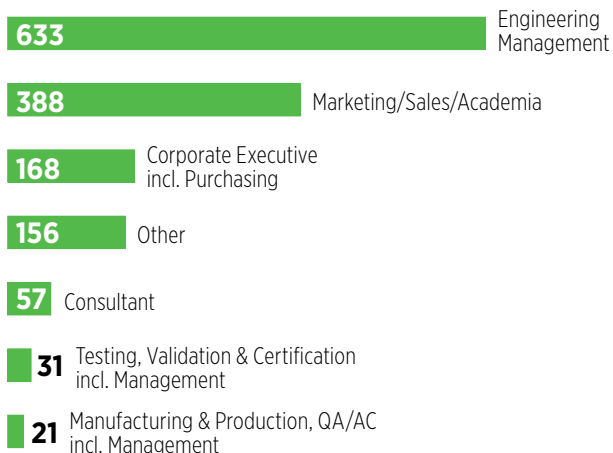 633 Engineering
Management
388 Marketing/Sales/Academia
168 Corporate Executive
incl. Purchasing
156 Other
57 Consultant
31 Testing, Validation & Certification
incl. Management
21 Manufacturing & Production, QA/AC
incl. Management